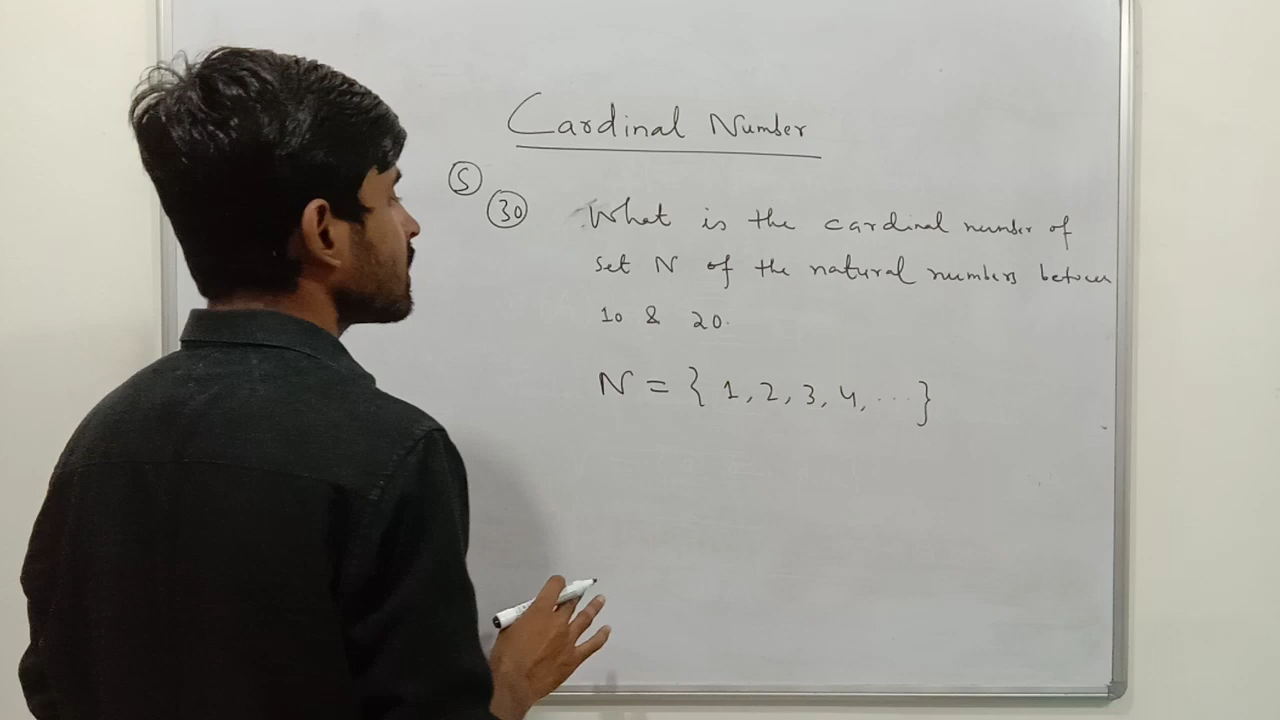 Cardinal Number
S
30 What is the cardinal number of
set N of the natural numbers between
10 & 20.
N = { 1, 2, 3, 4, ... }